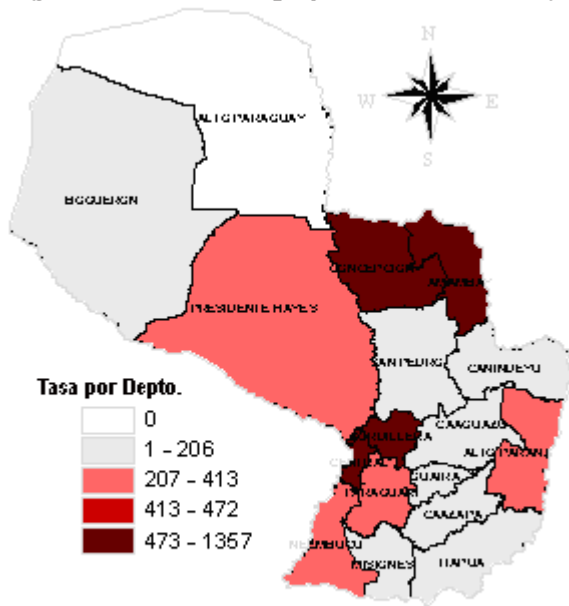 N
W E
S
ALTO PARAGUAY
BOQUERON
CONCEPCION
AMAMBAY
PRESIDENTE HAYES
SAN PEDRO
CANINDEYU
Tasa por Depto.
0
1 - 206
207 - 413
413 - 472
473 - 1357
CAAGUAZU
CORDILLERA
ALTO PARANA
CENTRAL
GUAIRA
PARAGUARI
CAAZAPA
ÑEEMBUCU
MISIONES
ITAPUA